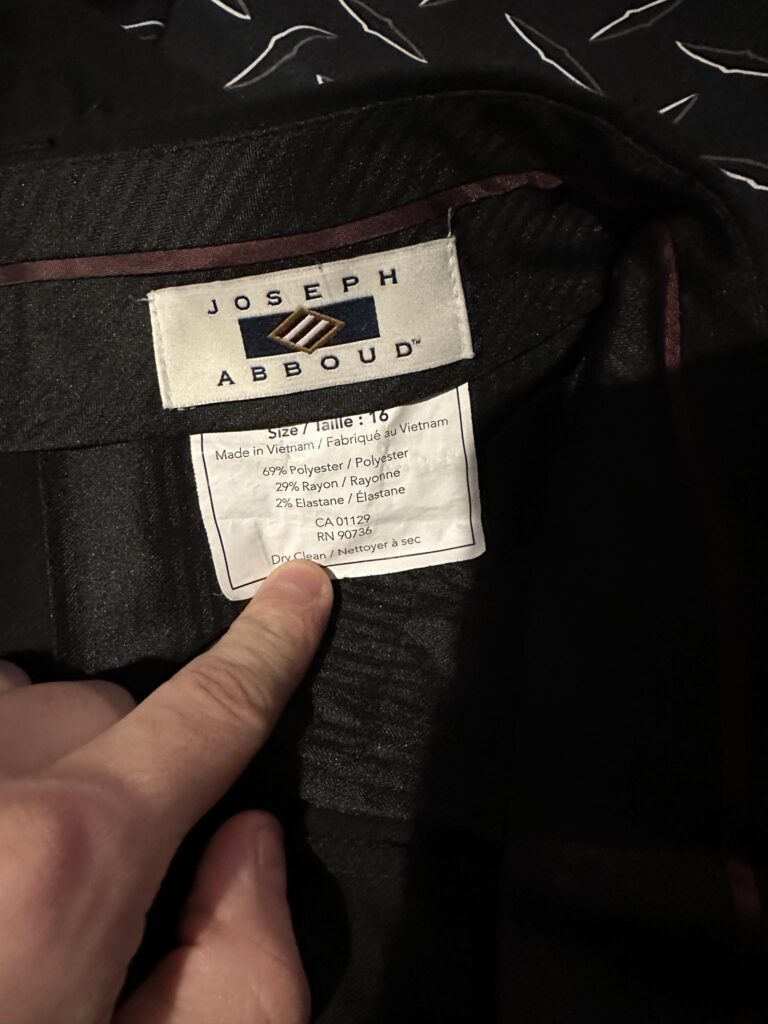 JOSEPH
ABBOUD™
Size / Taille : 16
Made in Vietnam / Fabriqué au Vietnam
69% Polyester / Polyester
29% Rayon / Rayonne
2% Elastane / Élastane
CA 01129
RN 90736
Dry Clean / Nettoyer à sec